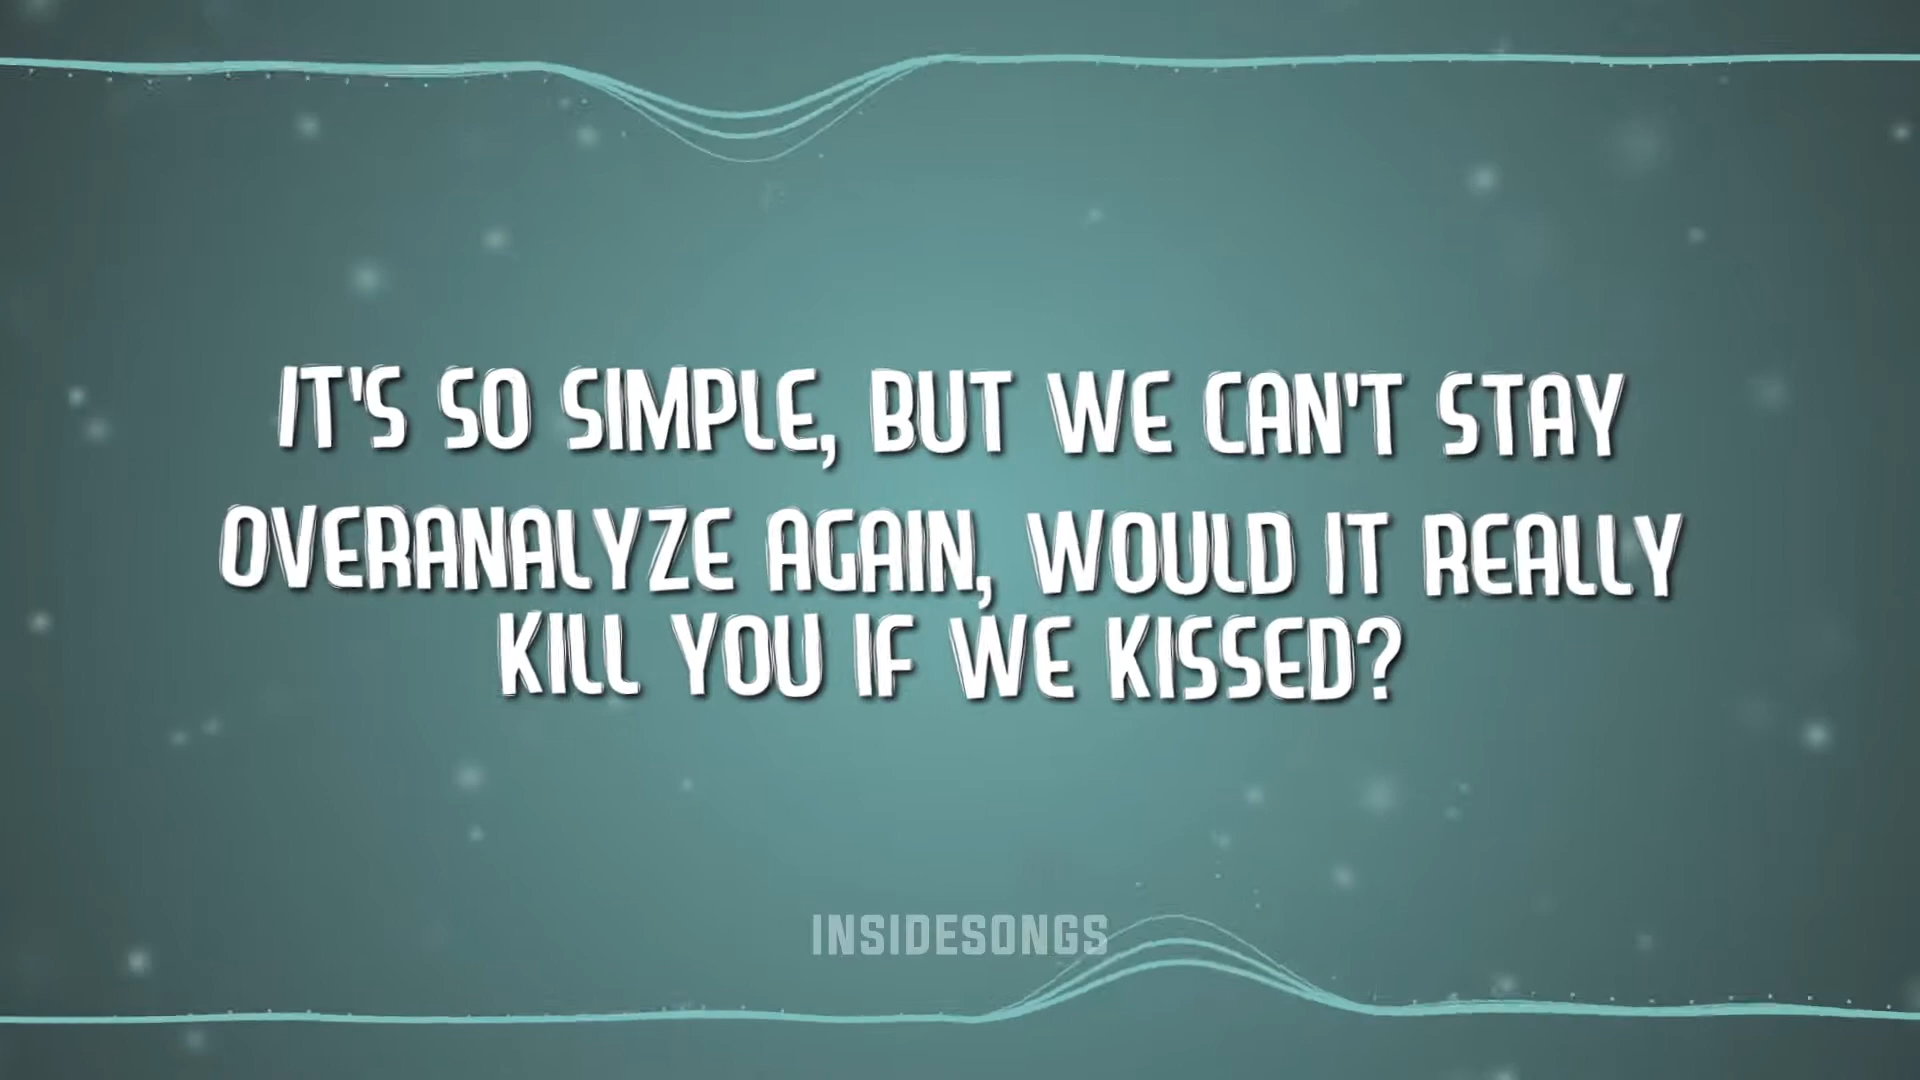 IT'S SO SIMPLE, BUT WE CAN'T STAY
OVERANALYZE AGAIN, WOULD IT REALLY
KILL YOU IF WE KISSED?
INSIDESONGS